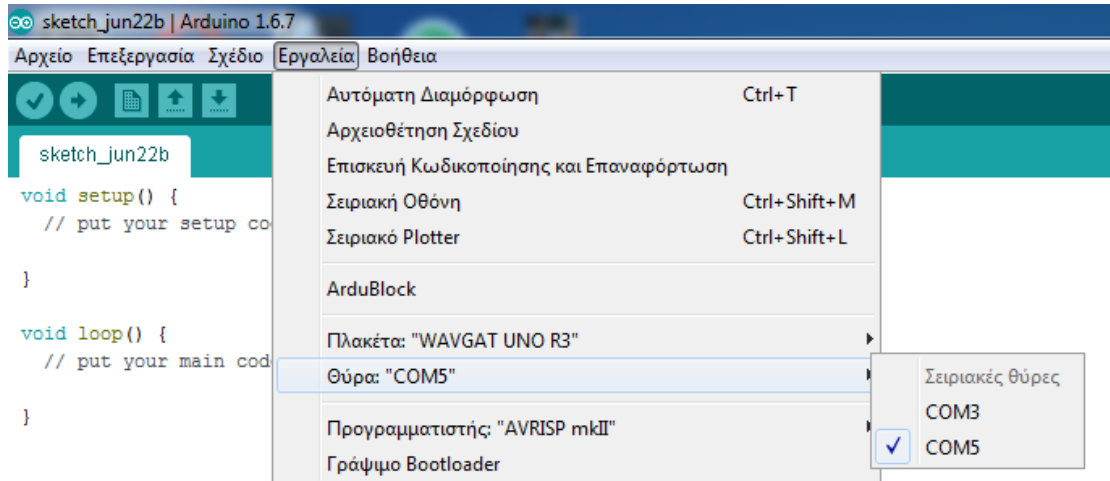 sketch_jun22b | Arduino 1.6.7
Αρχείο Επεξεργασία Σχέδιο Εργαλεία Βοήθεια
Αυτόματη Διαμόρφωση Ctrl+T
Αρχειοθέτηση Σχεδίου
Επισκευή Κωδικοποίησης και Επαναφόρτωση
Σειριακή Οθόνη Ctrl+Shift+M
Σειριακό Plotter Ctrl+Shift+L
ArduBlock
Πλακέτα: "WAVGAT UNO R3"
Θύρα: "COM5"
Προγραμματιστής: "AVRISP mkII"
Γράψιμο Bootloader
Σειριακές θύρες
COM3
COM5
sketch_jun22b
void setup() {
// put your setup co
}
void loop() {
// put your main cod
}